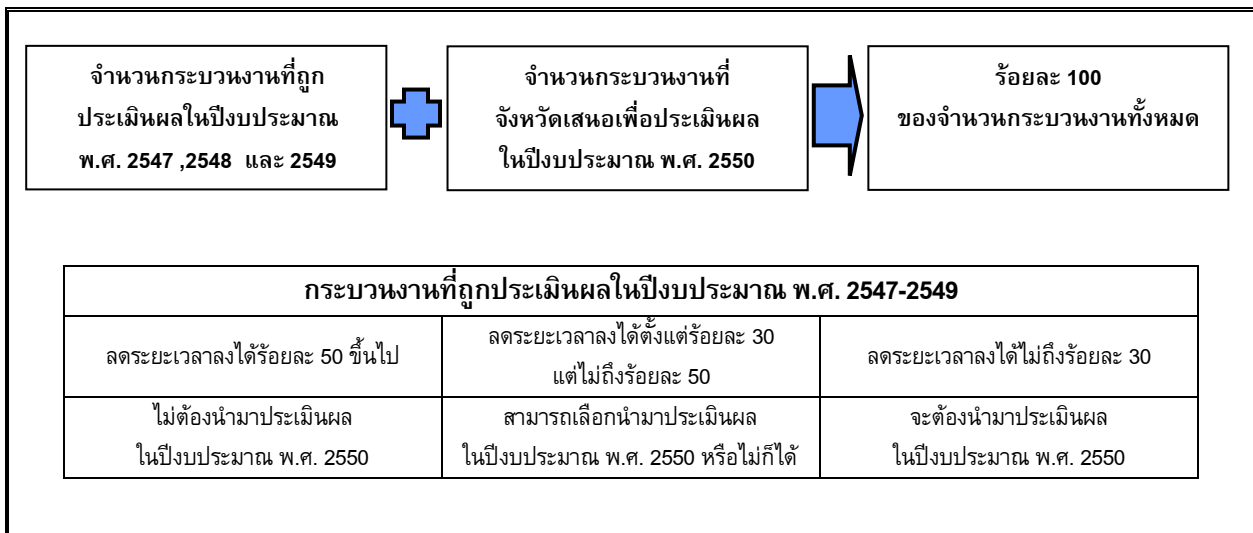 จำนวนกระบวนงานที่ถูก
ประเมินผลในปีงบประมาณ
พ.ศ. 2547 ,2548 และ 2549
จำนวนกระบวนงานที่
จังหวัดเสนอเพื่อประเมินผล
ในปีงบประมาณ พ.ศ. 2550
ร้อยละ 100
ของจำนวนกระบวนงานทั้งหมด
กระบวนงานที่ถูกประเมินผลในปีงบประมาณ พ.ศ. 2547-2549
ลดระยะเวลาลงได้ร้อยละ 50 ขึ้นไป
ลดระยะเวลาลงได้ตั้งแต่ร้อยละ 30
แต่ไม่ถึงร้อยละ 50
ลดระยะเวลาลงได้ไม่ถึงร้อยละ 30
ไม่ต้องนำมาประเมินผล
ในปีงบประมาณ พ.ศ. 2550
สามารถเลือกนำมาประเมินผล
ในปีงบประมาณ พ.ศ. 2550 หรือไม่ก็ได้
จะต้องนำมาประเมินผล
ในปีงบประมาณ พ.ศ. 2550